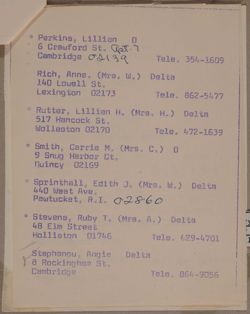 * Perkins, Lillian O
6 Crawford St. Apt. 7
Cambridge 02139 Tele. 354-1609
Rich, Anne. (Mrs. W.) Delta
140 Lowell St.
Lexington 02173 Tele. 862-5477
* Rutter, Lillian H. (Mrs. H.) Delta
517 Hancock St.
Wollaston 02170 Tele. 472-1639
* Smith, Carrie M. (Mrs. C.) O
9 Snug Harbor Ct.
Quincy 02169
* Sprinthall, Edith J. (Mrs. W.) Delta
440 West Ave.
Pawtucket, R.I. 02860
* Stevens, Ruby T. (Mrs. A.) Delta
48 Elm Street
Holliston 01746 Tele. 429-4701
Stephanou, Angie Delta
8 Rockingham St.
Cambridge Tele. 864-9056